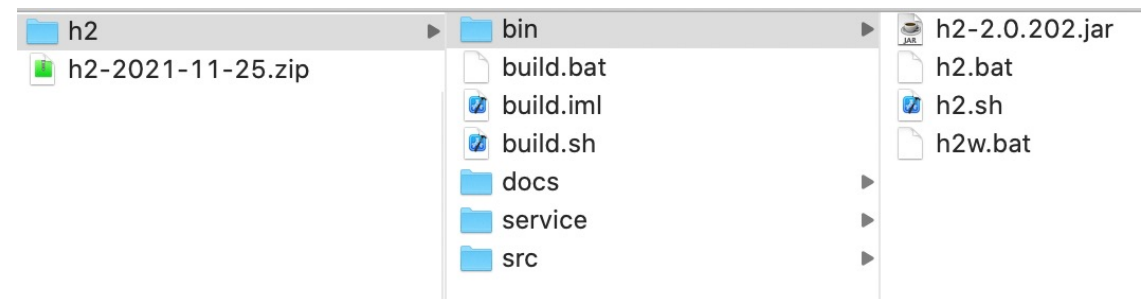 h2
h2-2021-11-25.zip
bin
build.bat
build.iml
build.sh
docs
service
src
h2-2.0.202.jar
h2.bat
h2.sh
h2w.bat
JAR